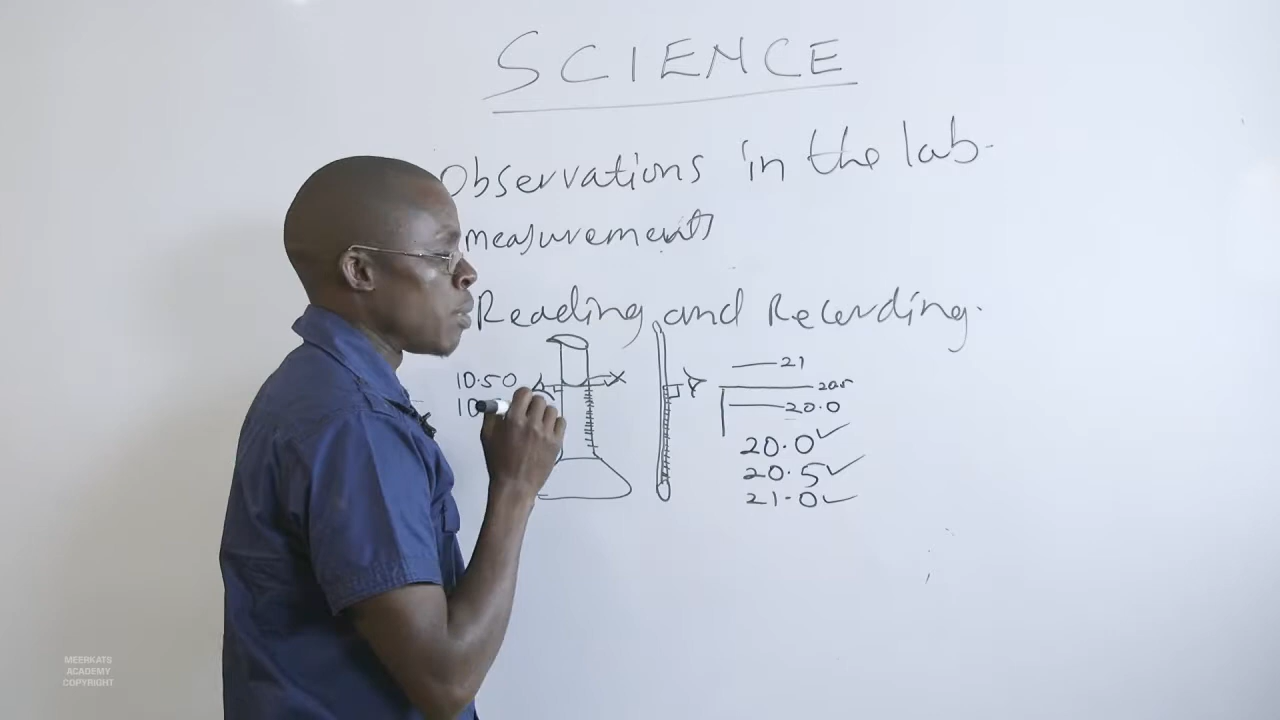 SCIENCE
Observations in the lab.
measurements
Reading and Recording.
10.50
10
21
20.0
20.0
20.5
21.0
MEERKATS
ACADEMY
COPYRIGHT